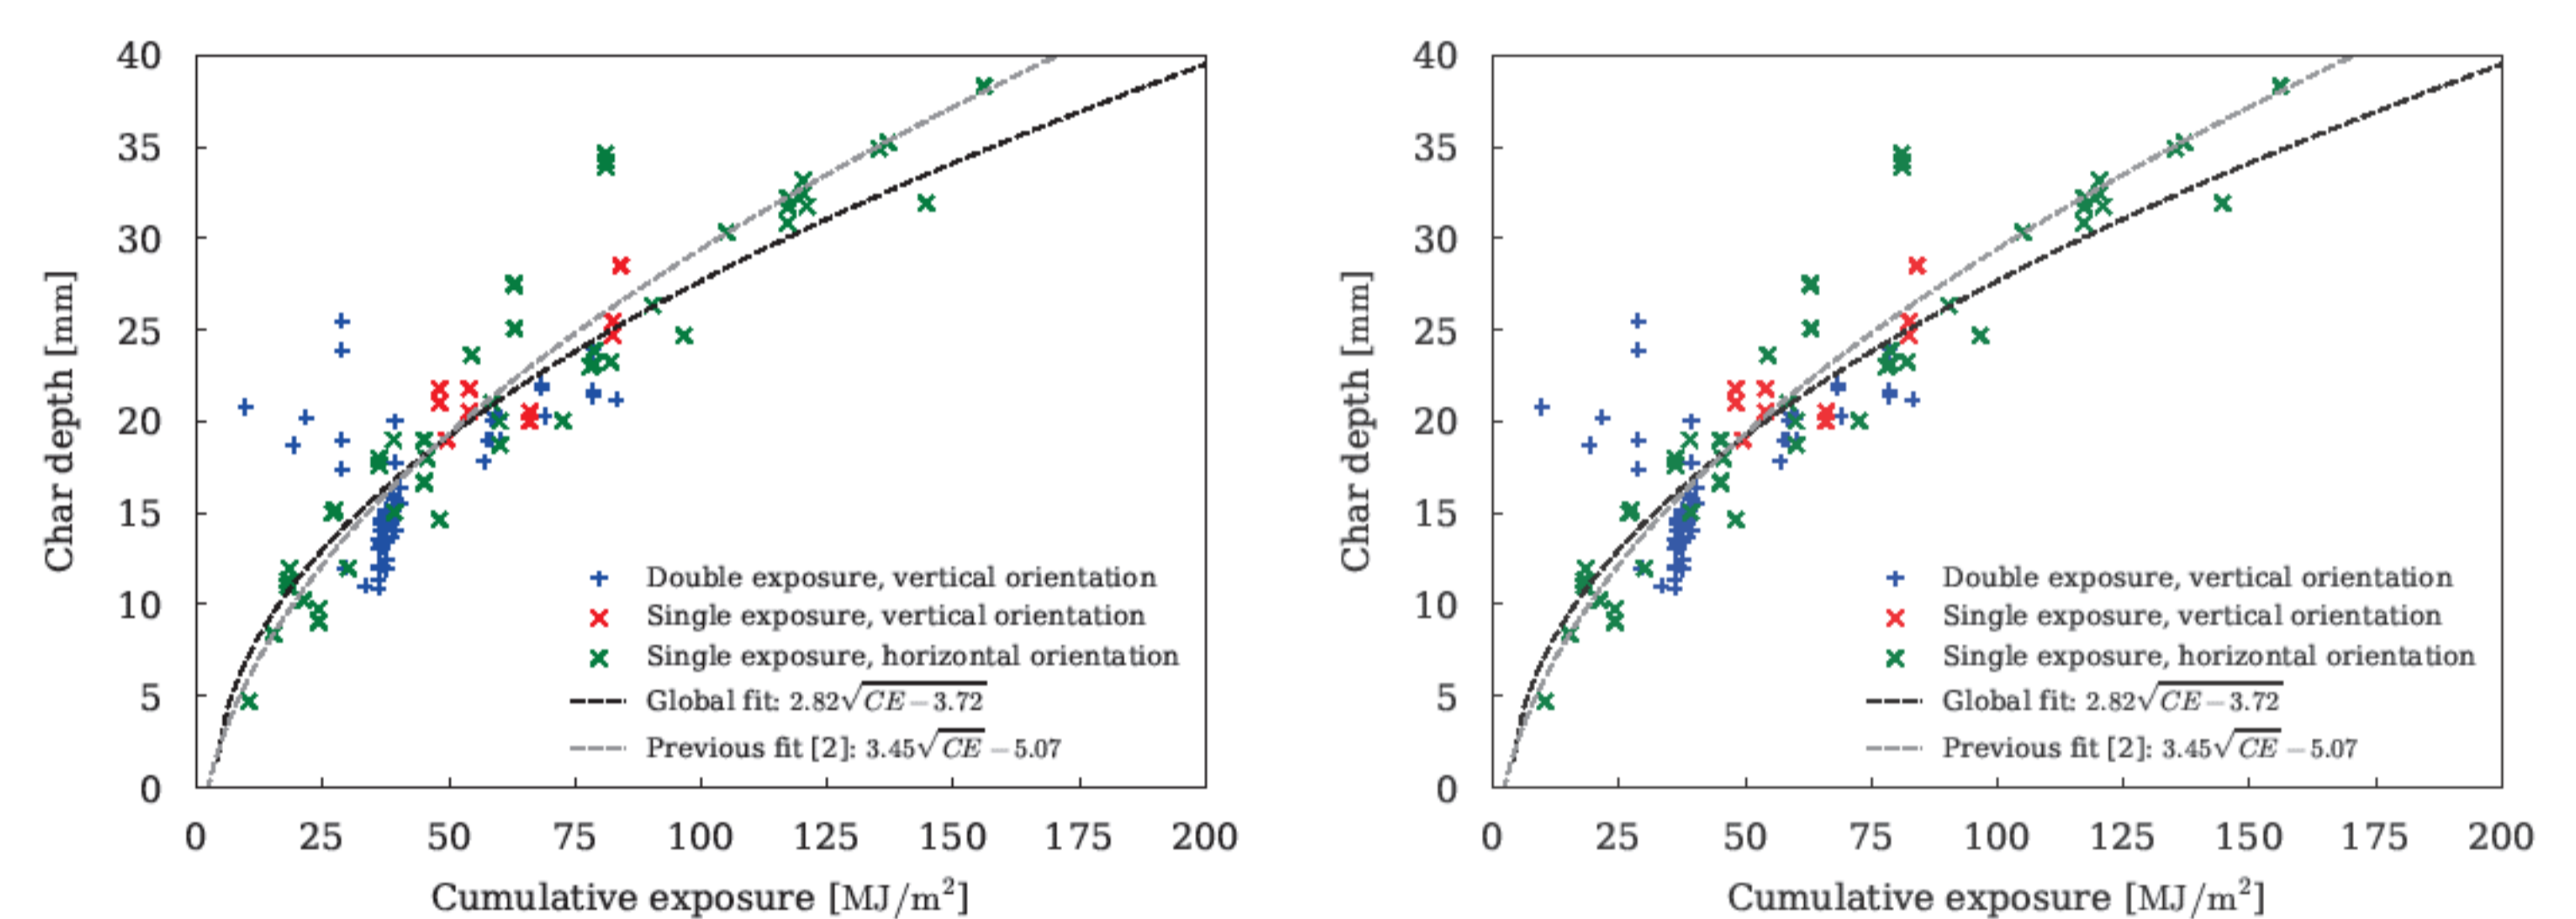 40
35
30
25
20
15
10
5
0
Char depth [mm]
Double exposure, vertical orientation
Single exposure, vertical orientation
Single exposure, horizontal orientation
Global fit: 2.82√CE − 3.72
Previous fit [2]: 3.45√CE − 5.07
0 25 50 75 100 125 150 175 200
Cumulative exposure [MJ/m²]
40
35
30
25
20
15
10
5
0
Char depth [mm]
Double exposure, vertical orientation
Single exposure, vertical orientation
Single exposure, horizontal orientation
Global fit: 2.82√CE − 3.72
Previous fit [2]: 3.45√CE − 5.07
0 25 50 75 100 125 150 175 200
Cumulative exposure [MJ/m²]